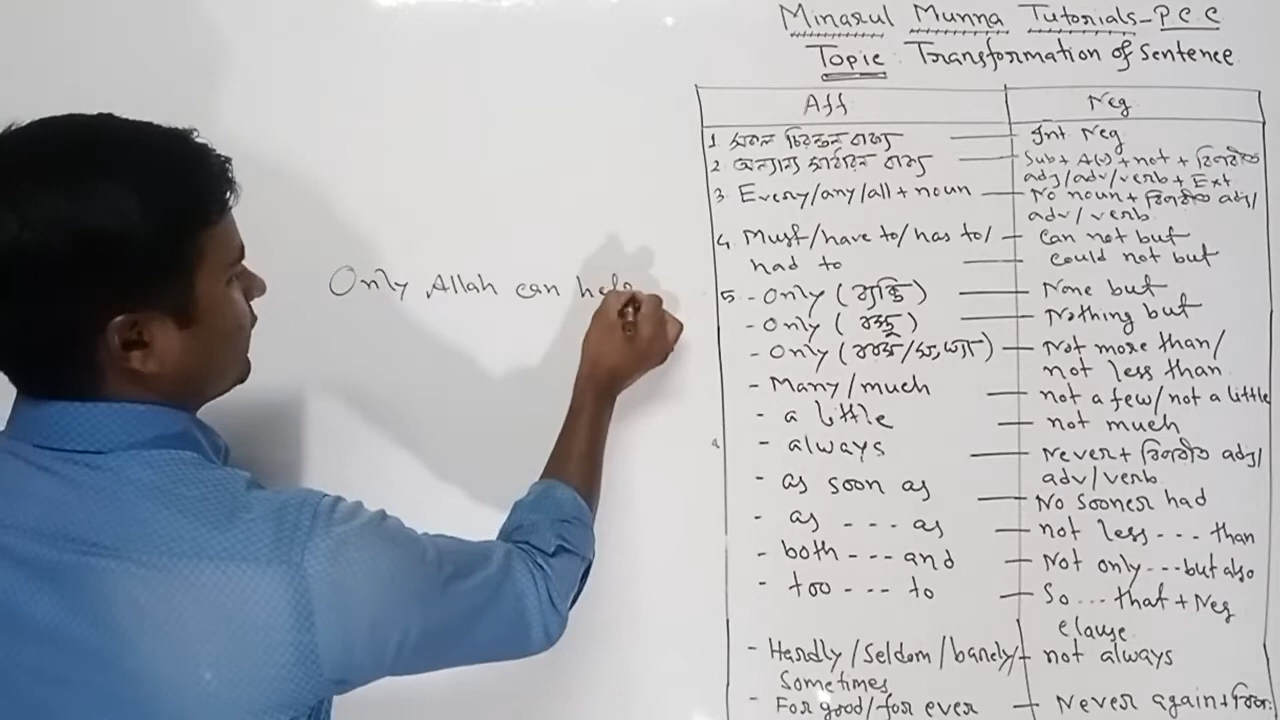 Minarul Munna Tutorials-PCC
Topic: Transformation of Sentence
Aff
Neg
1. সকল চিরন্তন বাক্য
Int Neg
2. অন্যান্য সাধারন বাক্য
Sub + A(v) + not + বিপরীত
adj/adv/verb + Ext
3. Every/any/all + noun
No noun + বিপরীত adj/
adv/verb
4. Must/have to/has to/
had to
Can not but
could not but
5. - Only (ব্যক্তি)
None but
- Only (বস্তু)
Nothing but
- Only (বয়স/সংখ্যা)
Not more than/
not less than
- Many/much
not a few/not a little
- a little
not much
- always
Never + বিপরীত adj/
adv/verb
- as soon as
No sooner had
- as --- as
not less --- than
- both --- and
Not only --- but also
- too --- to
So ... that + Neg
clause
- Hardly/Seldom/barely/
Sometimes
not always
- For good/for ever
Never again +
Only Allah can help